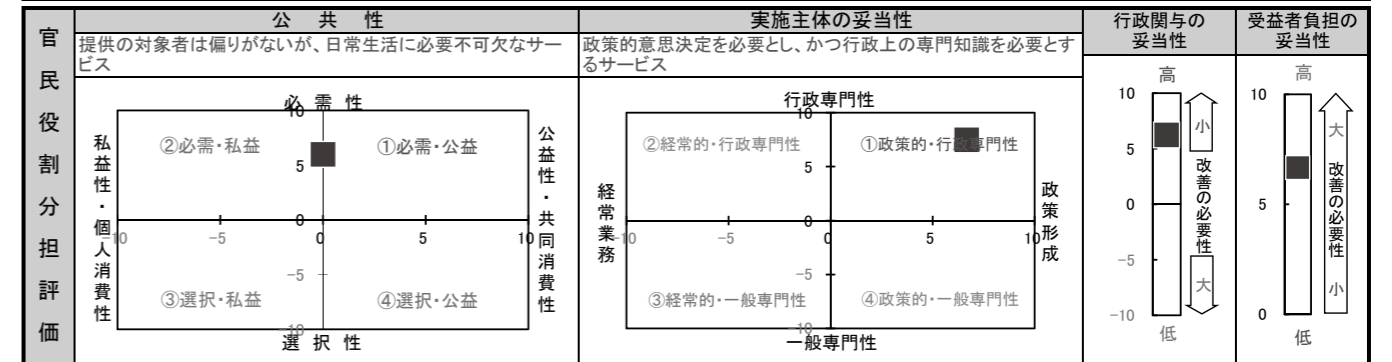 官民役割分担評価
公共性
提供の対象者は偏りがないが、日常生活に必要不可欠なサー
ビス
必需性
10
②必需・私益
①必需・公益
5
私益性・個人消費性
公益性・共同消費性
0
-10
-5
0
5
10
-5
③選択・私益
④選択・公益
-10
選択性
実施主体の妥当性
政策的意思決定を必要とし、かつ行政上の専門知識を必要とす
るサービス
行政専門性
10
②経常的・行政専門性
①政策的・行政専門性
5
経常業務
政策形成
0
-10
-5
0
5
10
-5
③経常的・一般専門性
④政策的・一般専門性
-10
一般専門性
行政関与の
妥当性
高
10
5
0
-5
-10
低
小
改善の必要性
大
受益者負担の
妥当性
高
10
5
0
低
大
改善の必要性
小